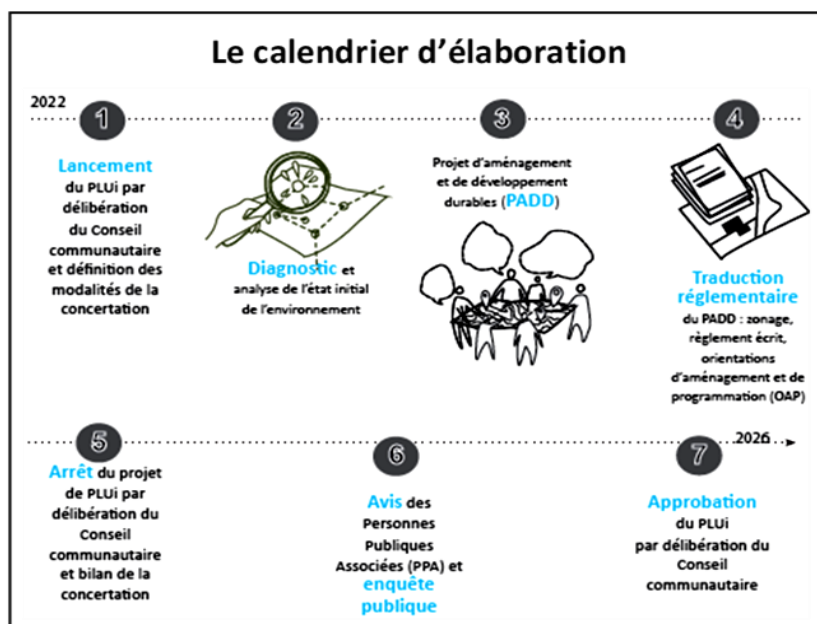 Le calendrier d'élaboration
2022
1
Lancement
du PLUi par
délibération
du Conseil
communautaire
et définition des
modalités de la
concertation
2
Diagnostic et
analyse de l'état initial
de l'environnement
3
Projet d'aménagement
et de développement
durables (PADD)
4
Traduction
réglementaire
du PADD : zonage,
règlement écrit,
orientations
d'aménagement et de
programmation (OAP)
2026
5
Arrêt du projet
de PLUi par
délibération du
Conseil
communautaire
et bilan de la
concertation
6
Avis des
Personnes
Publiques
Associées (PPA) et
enquête
publique
7
Approbation
du PLUi
par délibération du
Conseil
communautaire